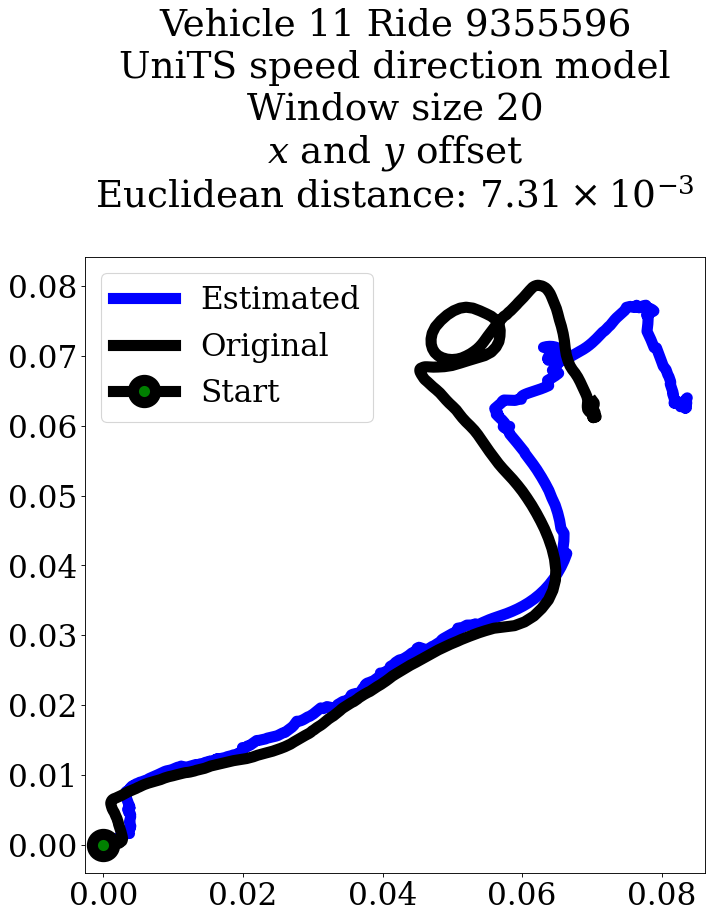 Vehicle 11 Ride 9355596
UniTS speed direction model
Window size 20
x and y offset
Euclidean distance: 7.31 × 10⁻³
Estimated
Original
Start
0.08
0.07
0.06
0.05
0.04
0.03
0.02
0.01
0.00
0.00 0.02 0.04 0.06 0.08